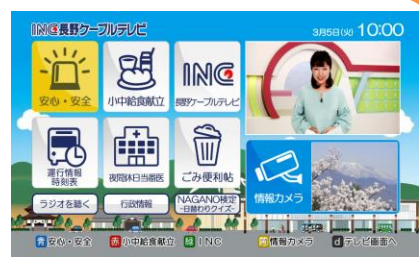 INC長野ケーブルテレビ
3月5日(火) 10:00
安心・安全
小中給食献立
INC
長野ケーブルテレビ
運行情報
時刻表
夜間休日当番医
ごみ便利帖
情報カメラ
ラジオを聴く
行政情報
NAGANO検定
-日替わりクイズ-
青 安心・安全 赤 小中給食献立 緑 INC 黄 情報カメラ d テレビ画面へ